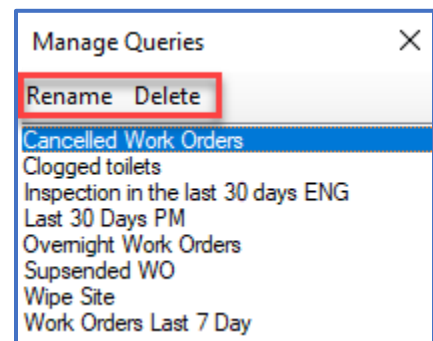 Manage Queries
Rename Delete
Cancelled Work Orders
Clogged toilets
Inspection in the last 30 days ENG
Last 30 Days PM
Overnight Work Orders
Supsended WO
Wipe Site
Work Orders Last 7 Day